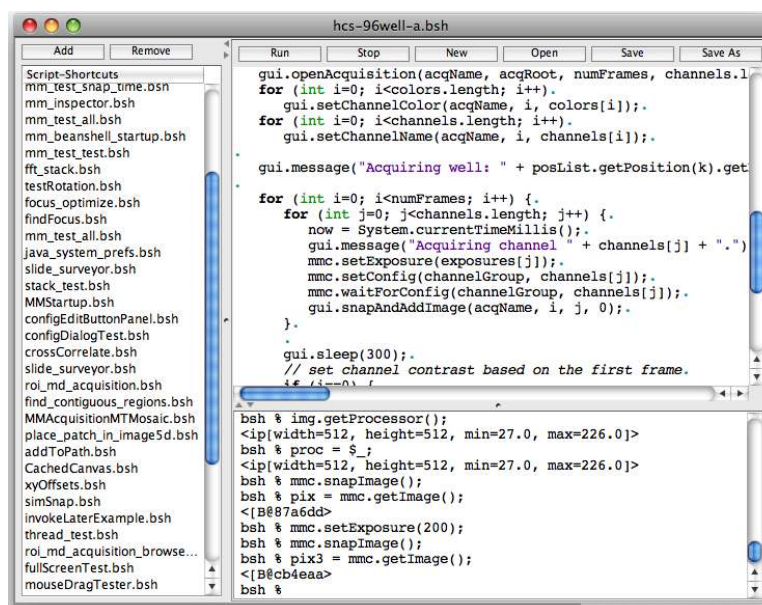 hcs-96well-a.bsh
Add
Remove
Script-Shortcuts
mm_test_snap_time.bsh
mm_inspector.bsh
mm_test_all.bsh
mm_beanshell_startup.bsh
mm_test_test.bsh
fft_stack.bsh
testRotation.bsh
focus_optimize.bsh
findFocus.bsh
mm_test_all.bsh
java_system_prefs.bsh
slide_surveyor.bsh
stack_test.bsh
MMStartup.bsh
configEditButtonPanel.bsh
configDialogTest.bsh
crossCorrelate.bsh
slide_surveyor.bsh
roi_md_acquisition.bsh
find_contiguous_regions.bsh
MMAcquisitionMTMosaic.bsh
place_patch_in_image5d.bsh
addToPath.bsh
CachedCanvas.bsh
xyOffsets.bsh
simSnap.bsh
invokeLaterExample.bsh
thread_test.bsh
roi_md_acquisition_browse...
fullScreenTest.bsh
mouseDragTester.bsh
Run
Stop
New
Open
Save
Save As
gui.openAcquisition(acqName, acqRoot, numFrames, channels.l
for (int i=0; i<colors.length; i++).
gui.setChannelColor(acqName, i, colors[i]);.
for (int i=0; i<channels.length; i++).
gui.setChannelName(acqName, i, channels[i]);.
.
gui.message("Acquiring well: " + posList.getPosition(k).get
.
for (int i=0; i<numFrames; i++) {.
for (int j=0; j<channels.length; j++) {.
now = System.currentTimeMillis();.
gui.message("Acquiring channel " + channels[j] + ".")
mmc.setExposure(exposures[j]);.
mmc.setConfig(channelGroup, channels[j]);.
mmc.waitForConfig(channelGroup, channels[j]);.
gui.snapAndAddImage(acqName, i, j, 0);.
}.
.
gui.sleep(300);.
// set channel contrast based on the first frame.
if (i==0) {
bsh % img.getProcessor();
<ip[width=512, height=512, min=27.0, max=226.0]>
bsh % proc = $_;
<ip[width=512, height=512, min=27.0, max=226.0]>
bsh % mmc.snapImage();
bsh % pix = mmc.getImage();
<[B@87a6dd>
bsh % mmc.setExposure(200);
bsh % mmc.snapImage();
bsh % pix3 = mmc.getImage();
<[B@cb4eaa>
bsh %